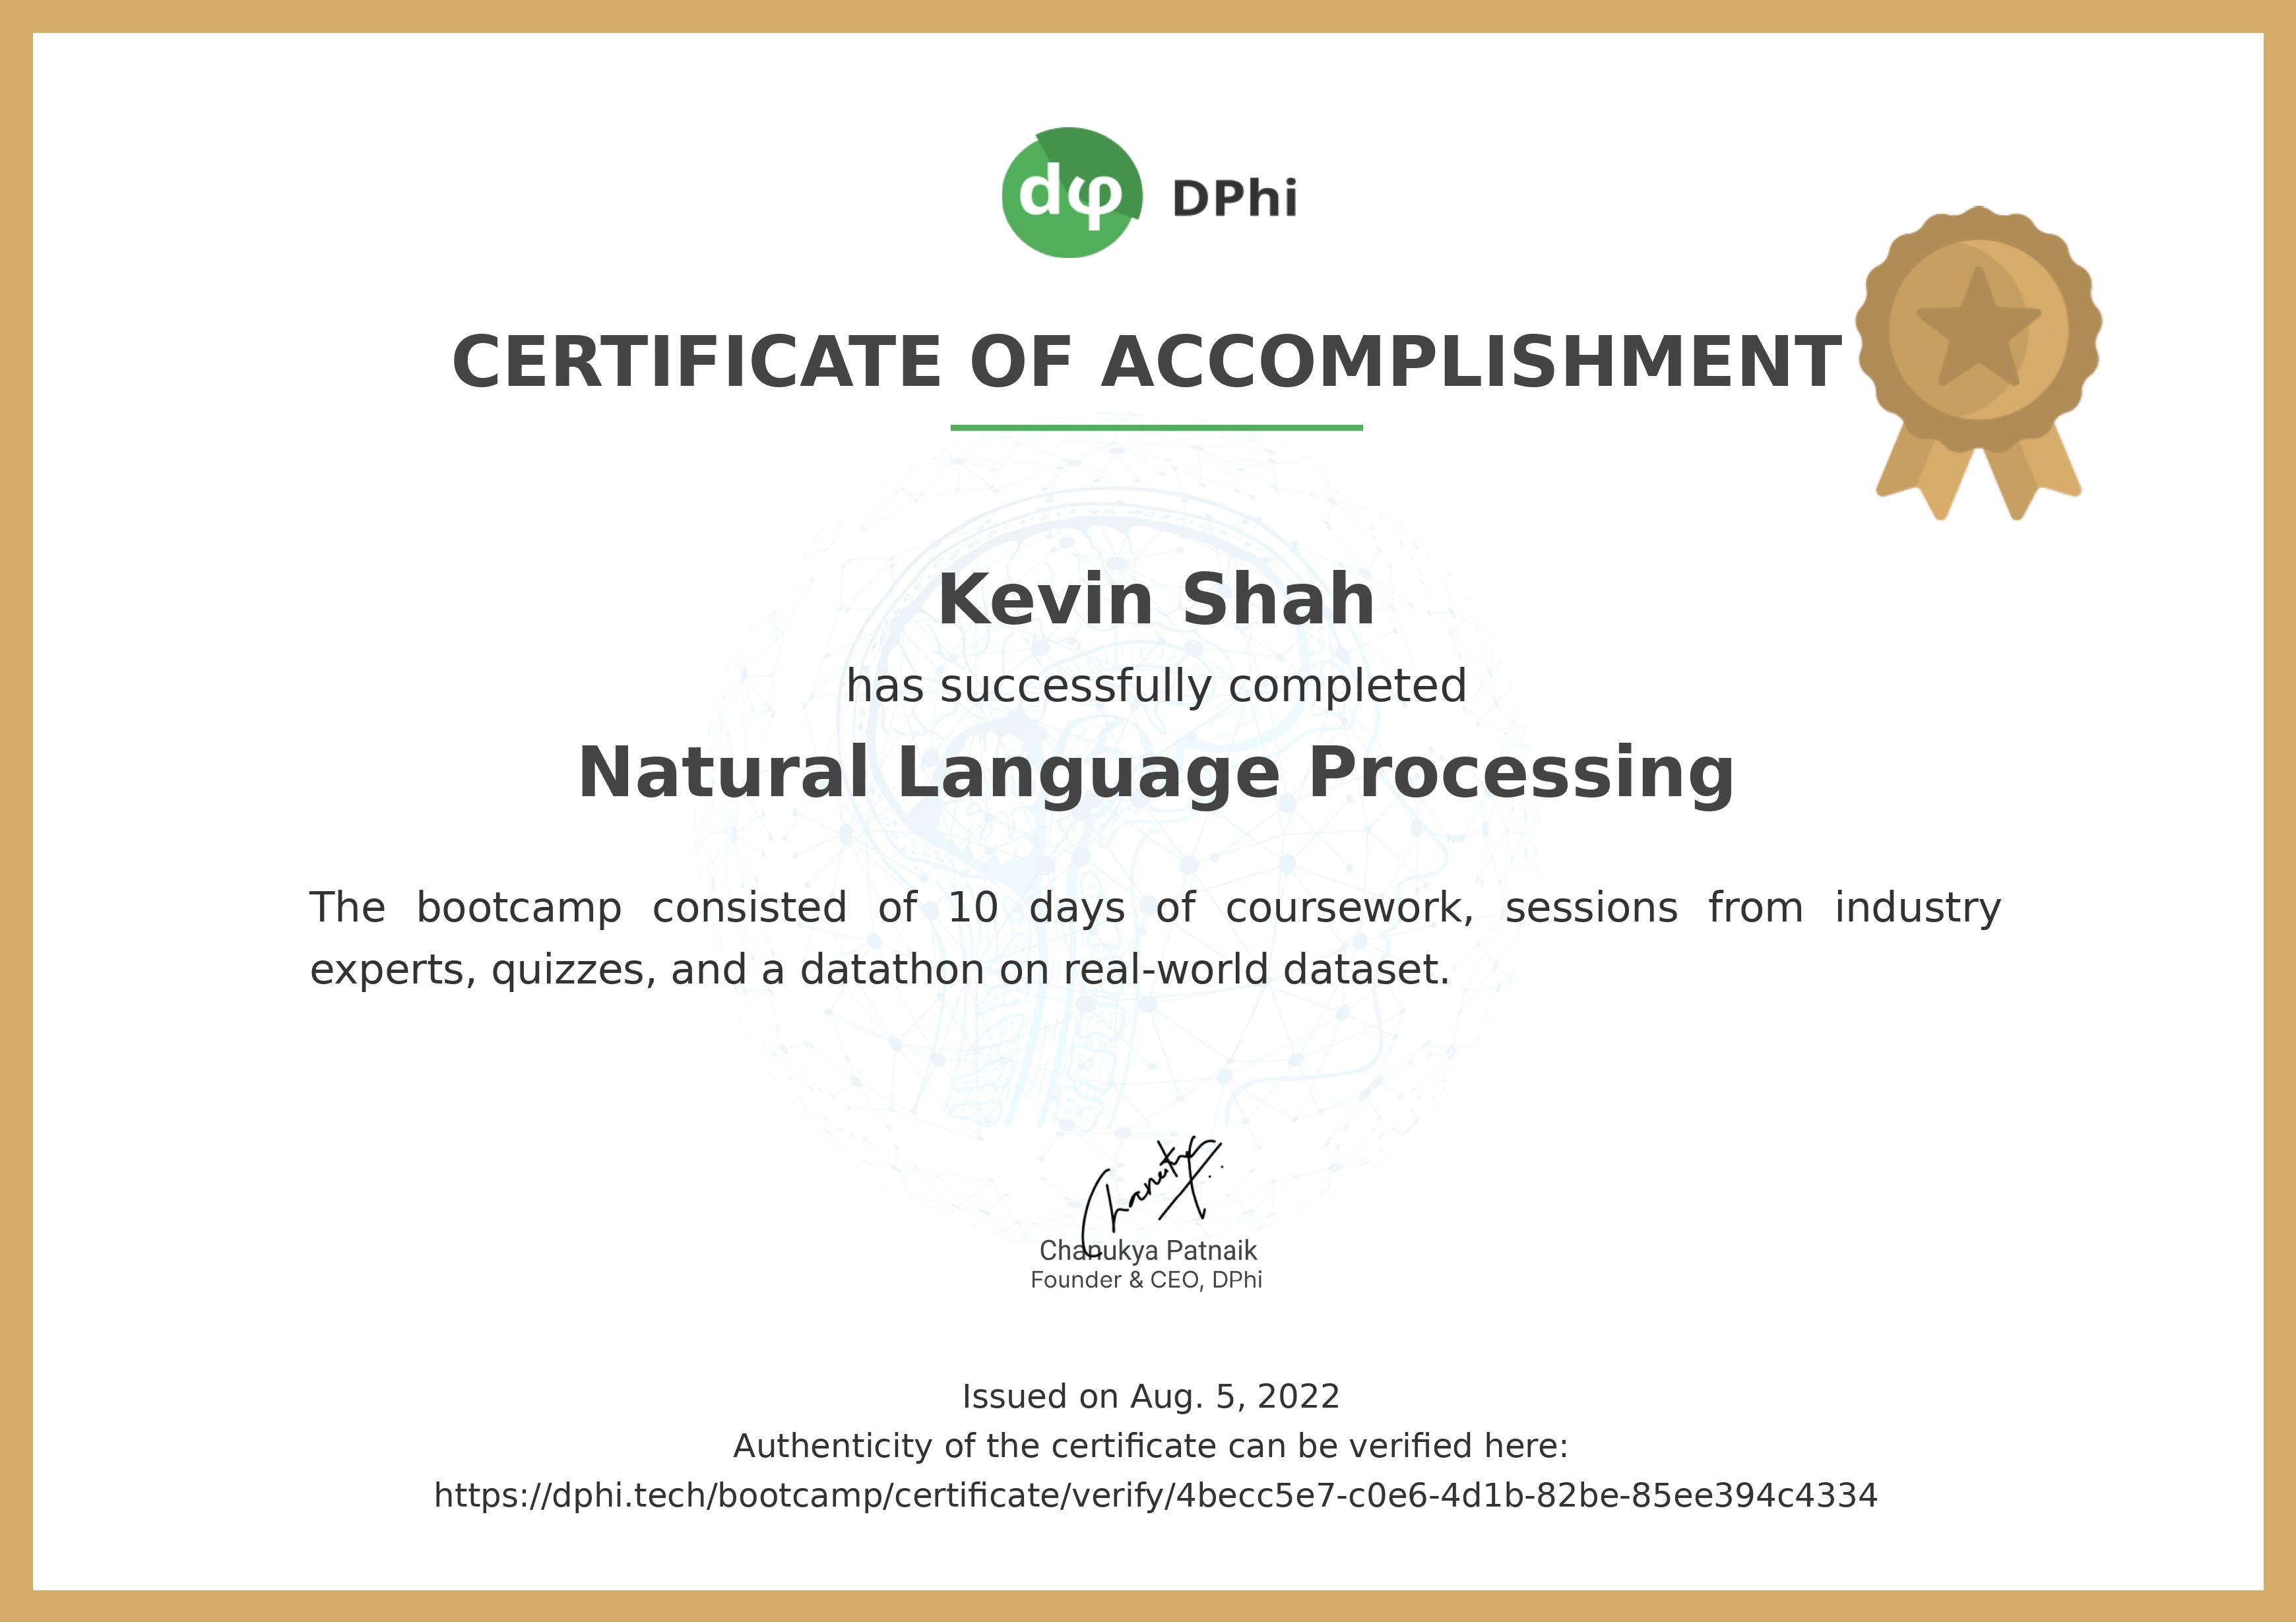 dφ DPhi
CERTIFICATE OF ACCOMPLISHMENT
Kevin Shah
has successfully completed
Natural Language Processing
The bootcamp consisted of 10 days of coursework, sessions from industry
experts, quizzes, and a datathon on real-world dataset.
Chanukya Patnaik
Founder & CEO, DPhi
Issued on Aug. 5, 2022
Authenticity of the certificate can be verified here:
https://dphi.tech/bootcamp/certificate/verify/4becc5e7-c0e6-4d1b-82be-85ee394c4334